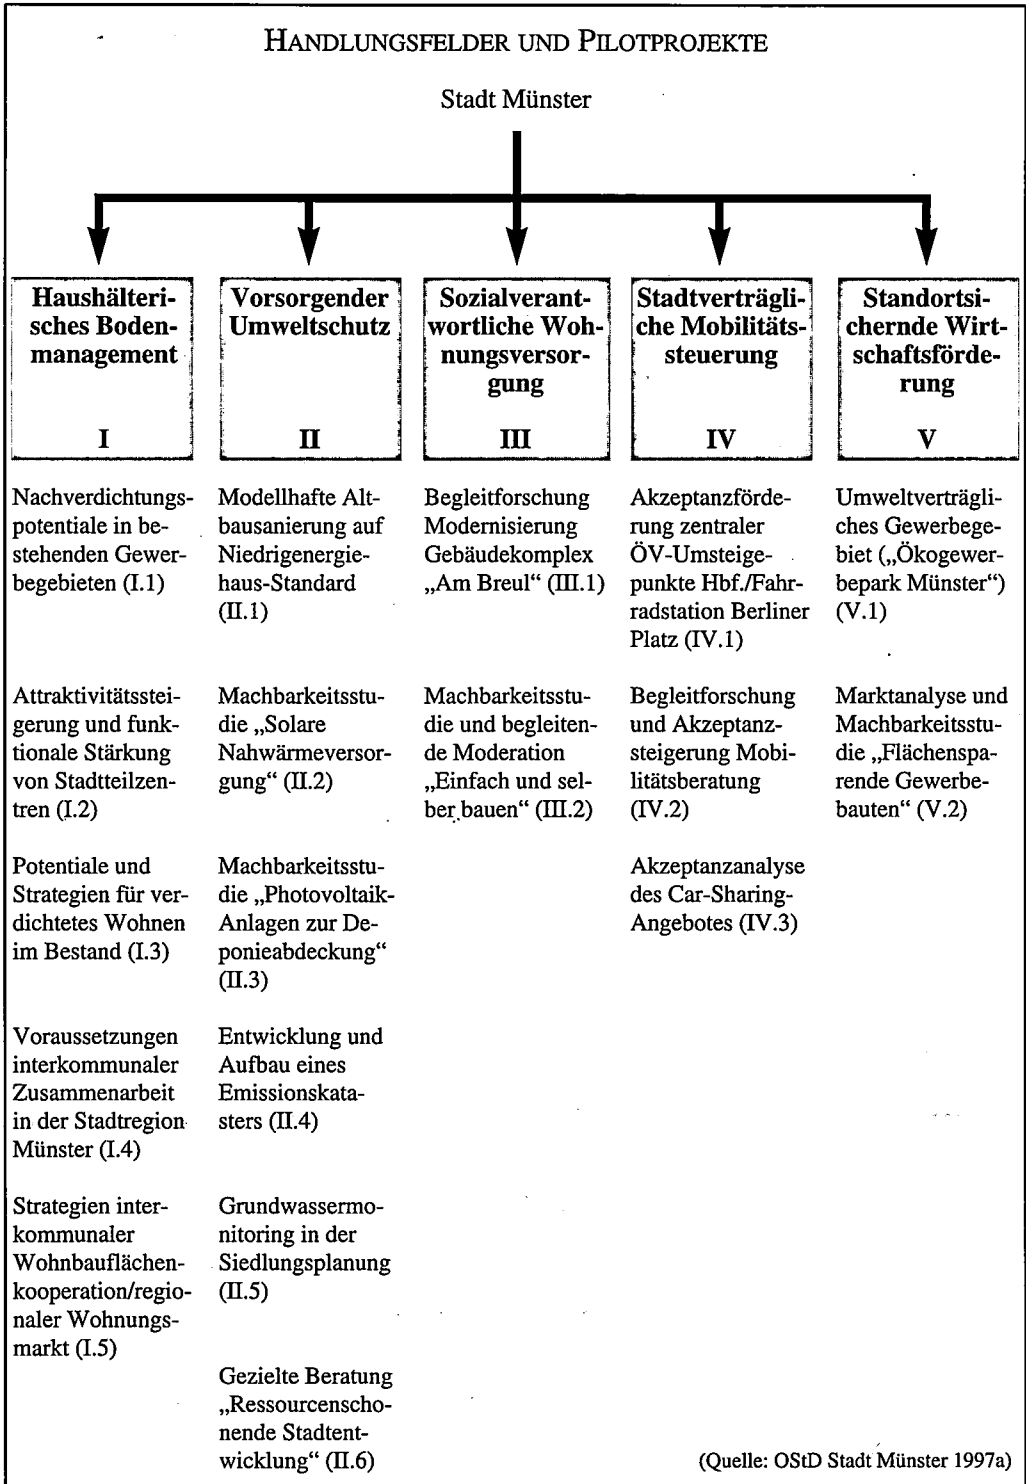 HANDLUNGSFELDER UND PILOTPROJEKTE
Stadt Münster
Haushälteri-
sches Boden-
management
I
Vorsorgender
Umweltschutz
II
Sozialverant-
wortliche Woh-
nungsversor-
gung
III
Stadtverträgli-
che Mobilitäts-
steuerung
IV
Standortsi-
chernde Wirt-
schaftsförde-
rung
V
Nachverdichtungs-
potentiale in be-
stehenden Gewer-
begebieten (I.1)
Attraktivitätsstei-
gerung und funk-
tionale Stärkung
von Stadtteilzen-
tren (I.2)
Potentiale und
Strategien für ver-
dichtetes Wohnen
im Bestand (I.3)
Voraussetzungen
interkommunaler
Zusammenarbeit
in der Stadtregion
Münster (I.4)
Strategien inter-
kommunaler
Wohnbauflächen-
kooperation/regio-
naler Wohnungs-
markt (I.5)
Modellhafte Alt-
bausanierung auf
Niedrigenergie-
haus-Standard
(II.1)
Machbarkeitsstu-
die „Solare
Nahwärmeversor-
gung“ (II.2)
Machbarkeitsstu-
die „Photovoltaik-
Anlagen zur De-
ponieabdeckung“
(II.3)
Entwicklung und
Aufbau eines
Emissionskata-
sters (II.4)
Grundwassermo-
nitoring in der
Siedlungsplanung
(II.5)
Gezielte Beratung
„Ressourcenscho-
nende Stadtent-
wicklung“ (II.6)
Begleitforschung
Modernisierung
Gebäudekomplex
„Am Breul“ (III.1)
Machbarkeitsstu-
die und begleiten-
de Moderation
„Einfach und sel-
ber bauen“ (III.2)
Akzeptanzförde-
rung zentraler
ÖV-Umsteige-
punkte Hbf./Fahr-
radstation Berliner
Platz (IV.1)
Begleitforschung
und Akzeptanz-
steigerung Mobi-
litätsberatung
(IV.2)
Akzeptanzanalyse
des Car-Sharing-
Angebotes (IV.3)
Umweltverträgli-
ches Gewerbege-
biet („Ökogewer-
bepark Münster“)
(V.1)
Marktanalyse und
Machbarkeitsstu-
die „Flächenspa-
rende Gewerbe-
bauten“ (V.2)
(Quelle: OStD Stadt Münster 1997a)